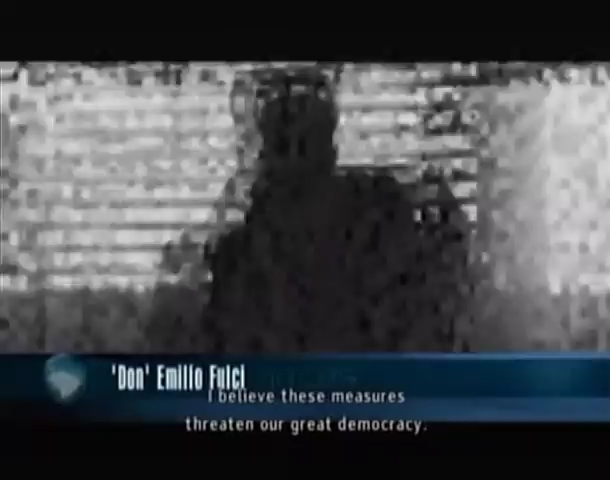 'Don' Emilio Fulci
I believe these measures
threaten our great democracy.